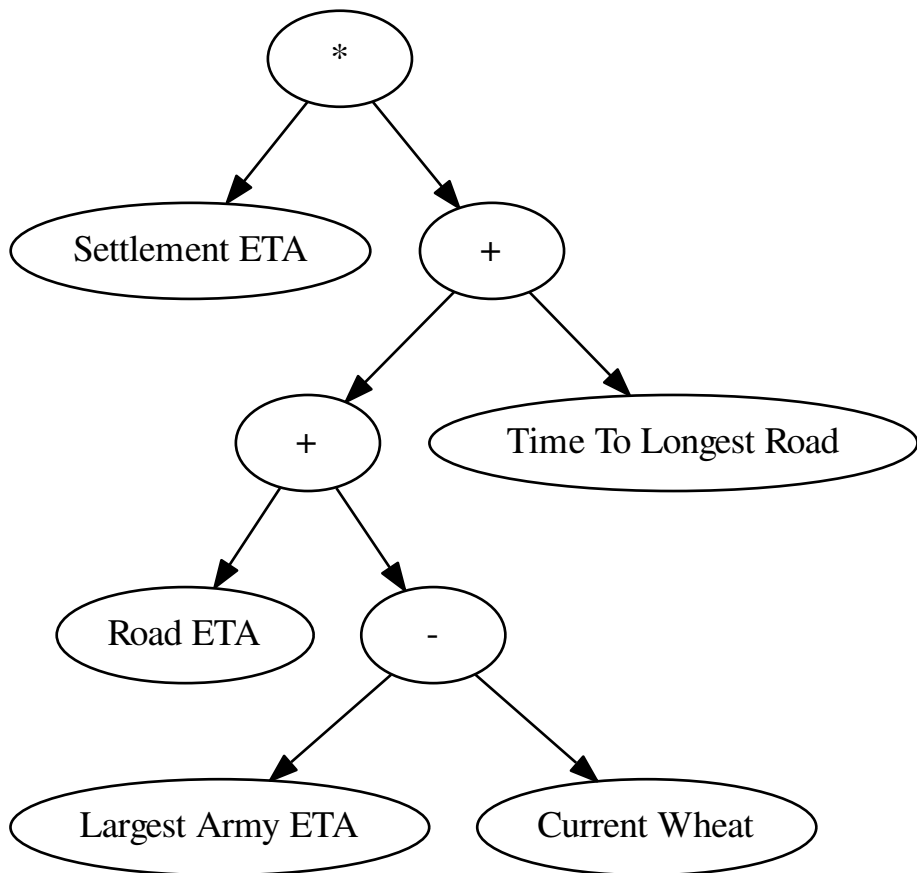 *
Settlement ETA
+
+
Time To Longest Road
Road ETA
-
Largest Army ETA
Current Wheat